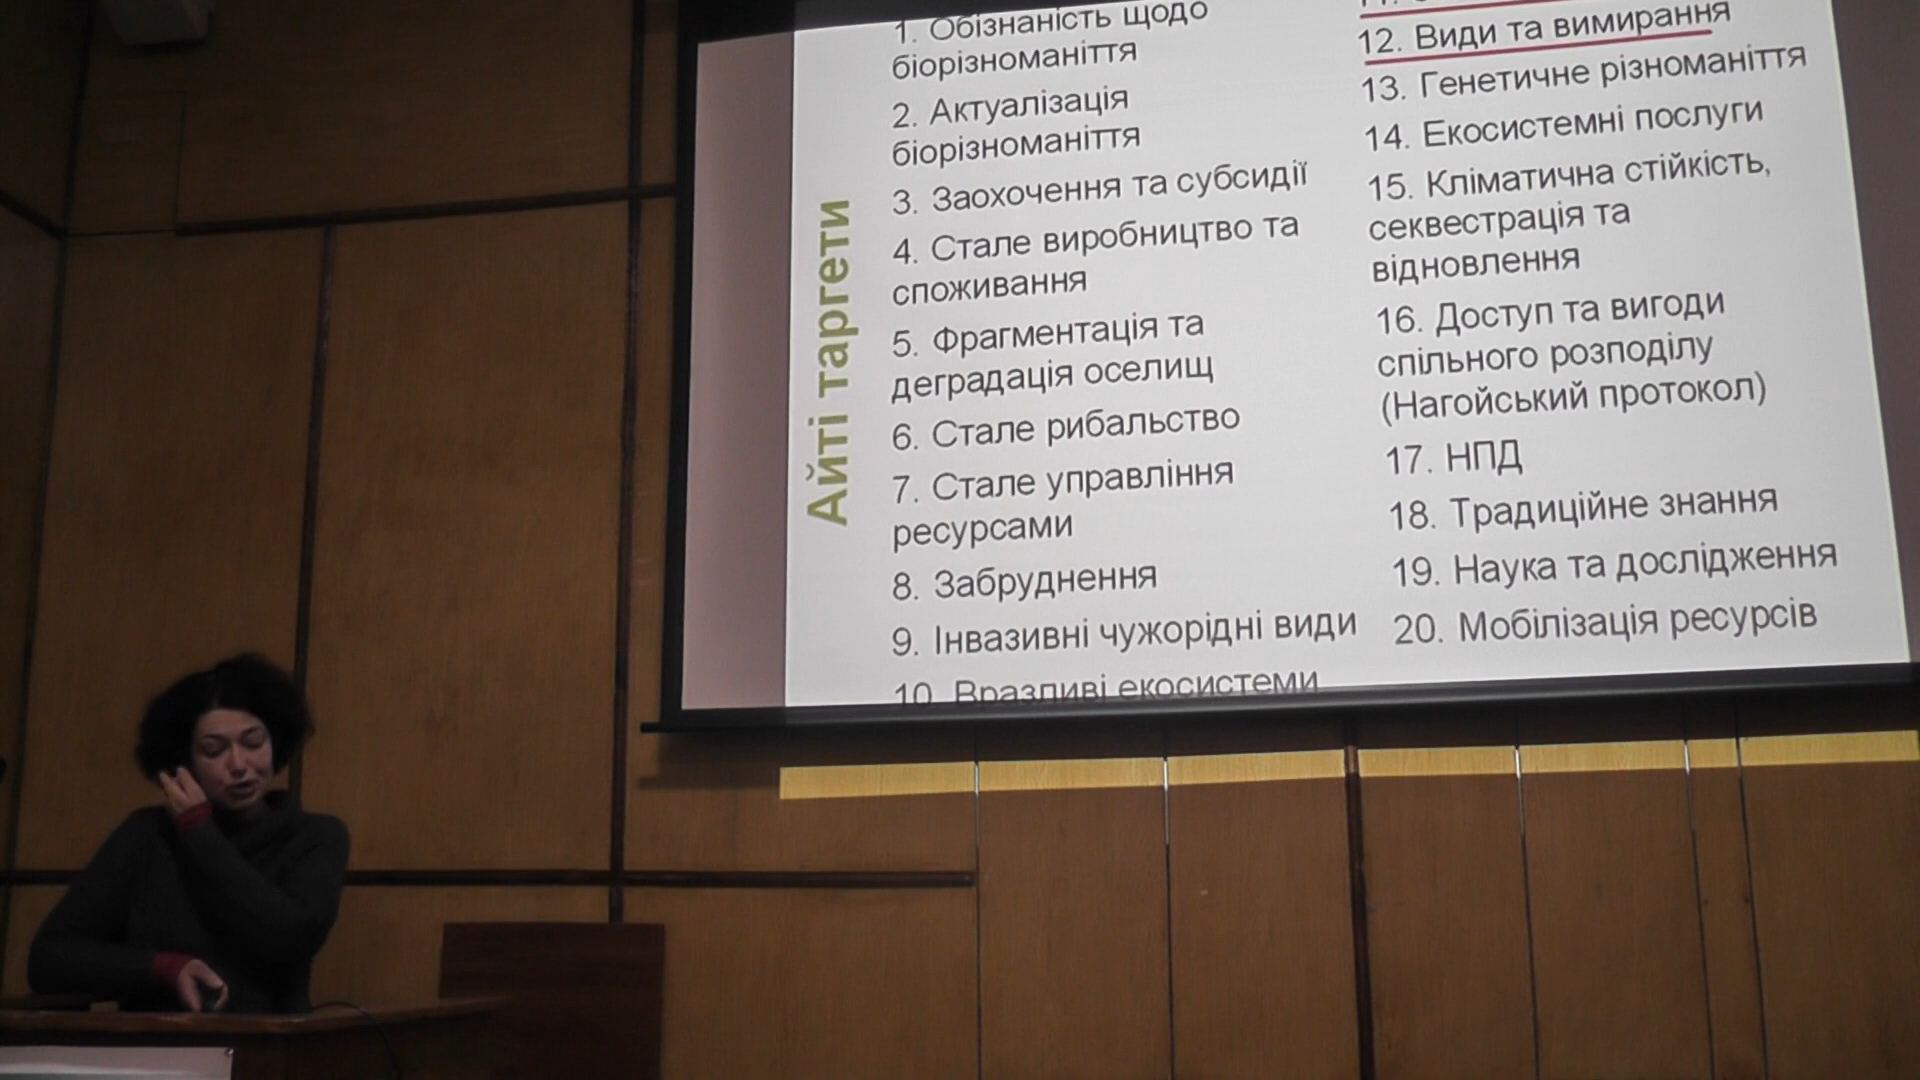 Айті таргети
1. Обізнаність щодо
біорізноманіття
2. Актуалізація
біорізноманіття
3. Заохочення та субсидії
4. Стале виробництво та
споживання
5. Фрагментація та
деградація оселищ
6. Стале рибальство
7. Стале управління
ресурсами
8. Забруднення
9. Інвазивні чужорідні види
10. Вразливі екосистеми
12. Види та вимирання
13. Генетичне різноманіття
14. Екосистемні послуги
15. Кліматична стійкість,
секвестрація та
відновлення
16. Доступ та вигоди
спільного розподілу
(Нагойський протокол)
17. НПД
18. Традиційне знання
19. Наука та дослідження
20. Мобілізація ресурсів